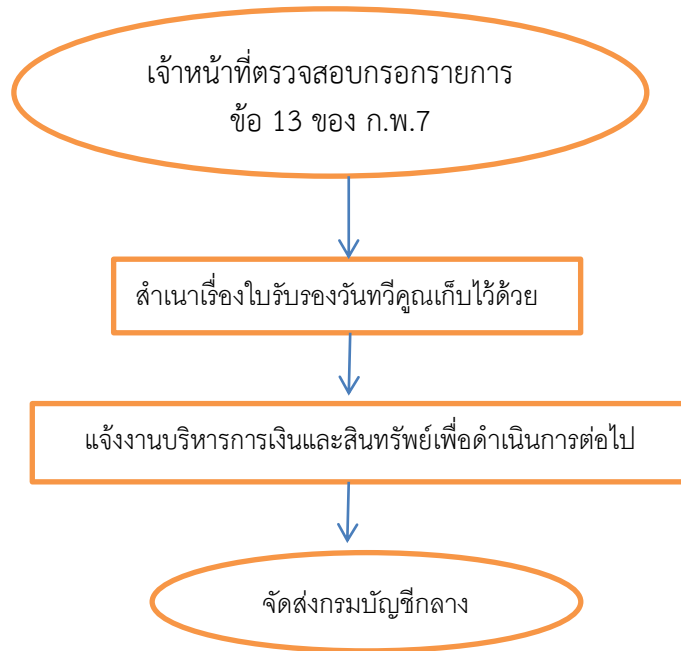 เจ้าหน้าที่ตรวจสอบกรอกรายการ
ข้อ 13 ของ ก.พ.7
สำเนาเรื่องใบรับรองวันทวีคูณเก็บไว้ด้วย
แจ้งงานบริหารการเงินและสินทรัพย์เพื่อดำเนินการต่อไป
จัดส่งกรมบัญชีกลาง